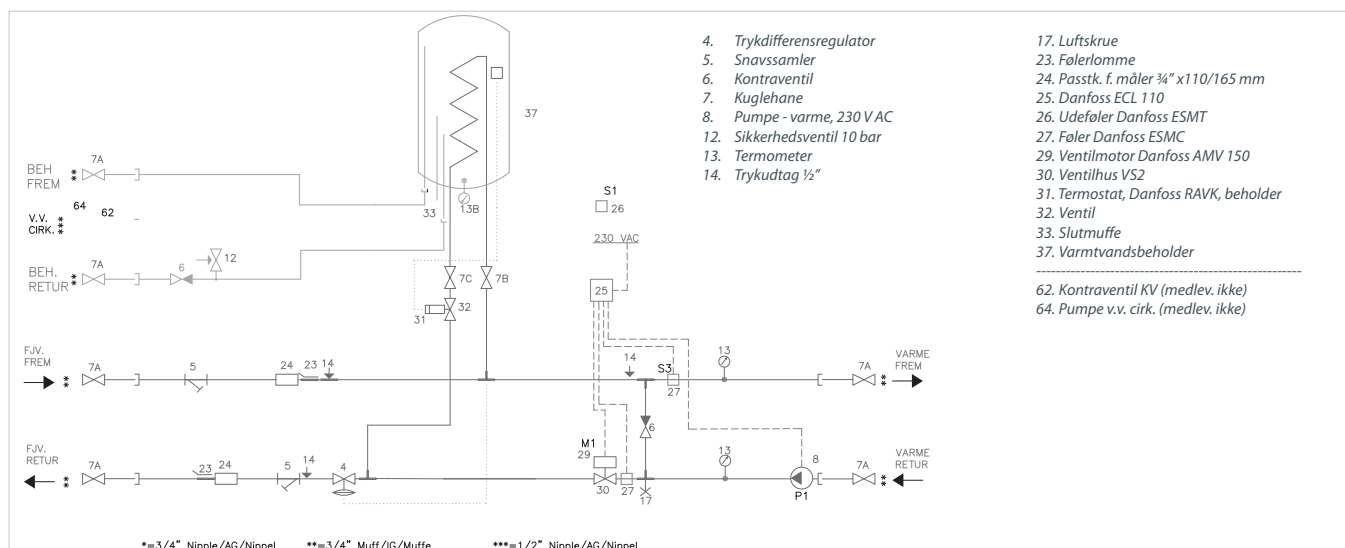 4. Trykdifferensregulator
5. Snavssamler
6. Kontraventil
7. Kuglehane
8. Pumpe - varme, 230 V AC
12. Sikkerhedsventil 10 bar
13. Termometer
14. Trykudtag ½”
17. Luftskrue
23. Følerlomme
24. Passtk. f. måler ¾” x110/165 mm
25. Danfoss ECL 110
26. Udeføler Danfoss ESMT
27. Føler Danfoss ESMC
29. Ventilmotor Danfoss AMV 150
30. Ventilhus VS2
31. Termostat, Danfoss RAVK, beholder
32. Ventil
33. Slutmuffe
37. Varmtvandsbeholder
62. Kontraventil KV (medlev. ikke)
64. Pumpe v.v. cirk. (medlev. ikke)
37
BEH
FREM
**
7A
33
13B
S1
26
64
62
V.V.
CIRK.
***
230 VAC
BEH.
RETUR
**
7A
6
12
7C
7B
25
31
32
FJV.
FREM
**
7A
5
24
23
14
14
S3
27
13
7A
**
VARME
FREM
6
M1
29
FJV.
RETUR
**
7A
23
24
5
14
4
30
27
17
13
8
P1
7A
**
VARME
RETUR
*=3/4" Nipple/AG/Nippel
**=3/4" Muff/IG/Muffe
***=1/2" Nipple/AG/Nippel